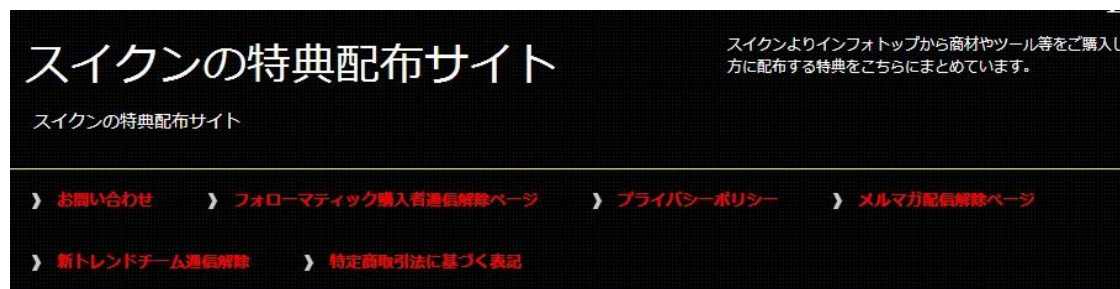 スイクンの特典配布サイト
スイクンよりインフォトップから商材やツール等をご購入し
方に配布する特典をこちらにまとめています。
スイクンの特典配布サイト
お問い合わせ
フォローマティック購入者通信解除ページ
プライバシーポリシー
メルマガ配信解除ページ
新トレンドチーム通信解除
特定商取引法に基づく表記